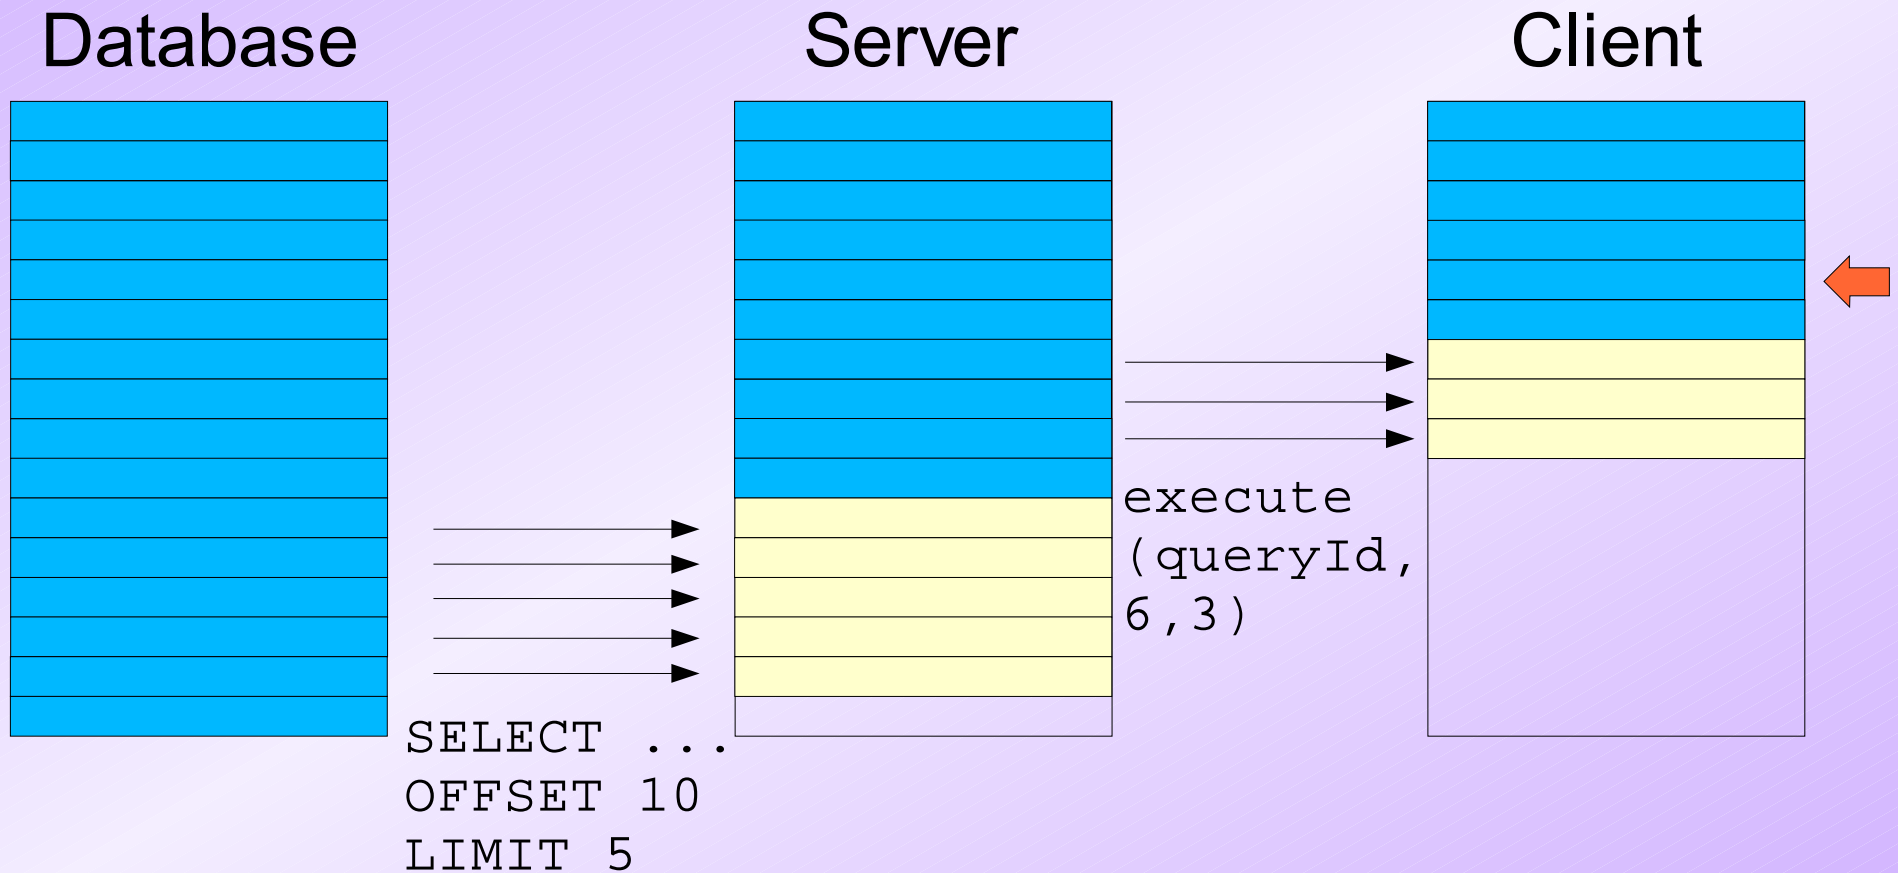 Database
Server
Client
SELECT ...
OFFSET 10
LIMIT 5
execute
(queryId,
6,3)